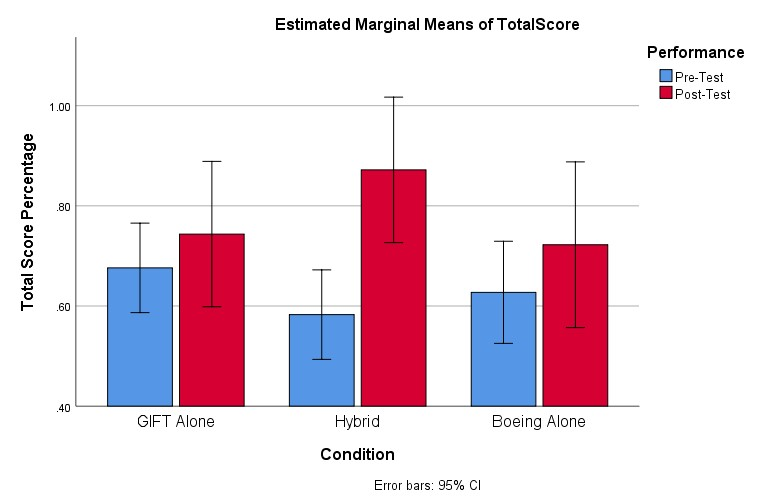 Estimated Marginal Means of TotalScore
Performance
Pre-Test
Post-Test
Total Score Percentage
1.00
.80
.60
.40
GIFT Alone
Hybrid
Boeing Alone
Condition
Error bars: 95% CI